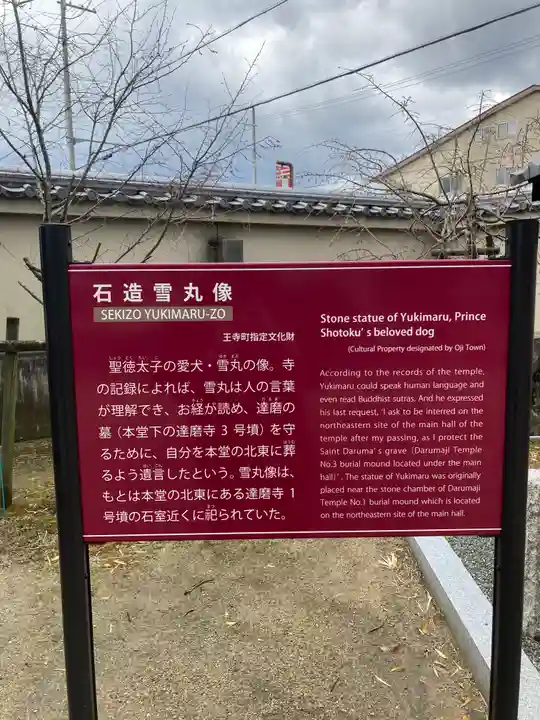 石造雪丸像
SEKIZO YUKIMARU-ZO
王寺町指定文化財
聖徳太子の愛犬・雪丸の像。寺
の記録によれば、雪丸は人の言葉
が理解でき、お経が読め、達磨の
墓（本堂下の達磨寺3号墳）を守
るために、自分を本堂の北東に葬
るよう遺言したという。雪丸像は、
もとは本堂の北東にある達磨寺1
号墳の石室近くに祀られていた。
Stone statue of Yukimaru, Prince
Shotoku's beloved dog
(Cultural Property designated by Oji Town)
According to the records of the temple,
Yukimaru could speak human language and
even read Buddhist sutras. And he expressed
his last request, 'I ask to be interred on the
northeastern site of the main hall of the
temple after my passing, as I protect the
Saint Daruma's grave (Darumaji Temple
No.3 burial mound located under the main
hall)'. The statue of Yukimaru was originally
placed near the stone chamber of Darumaji
Temple No.1 burial mound which is located
on the northeastern site of the main hall.